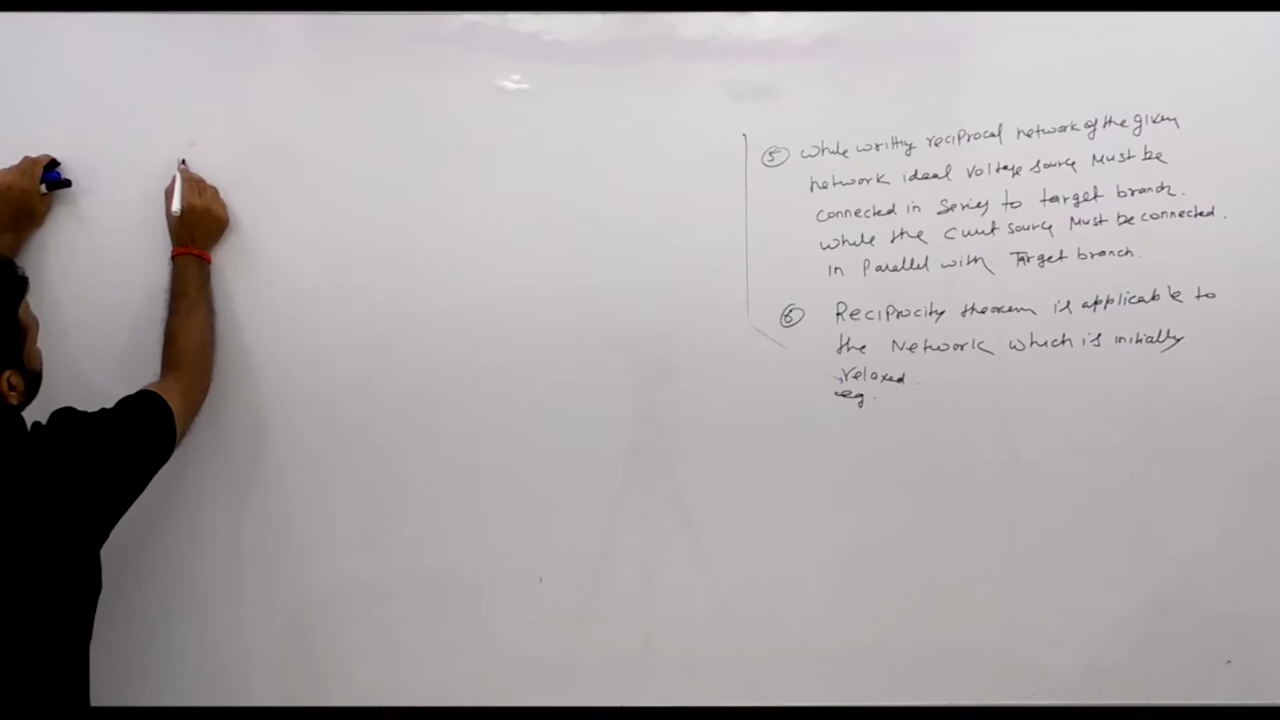 ⑤ while writty reciprocal network of the given
network ideal voltage source Must be
connected in series to target branch.
while the cuut source Must be connected.
in Parallel with Target branch.
⑥ Reciprocity theorem is applicable to
the Network which is initially
relaxed.
eg.